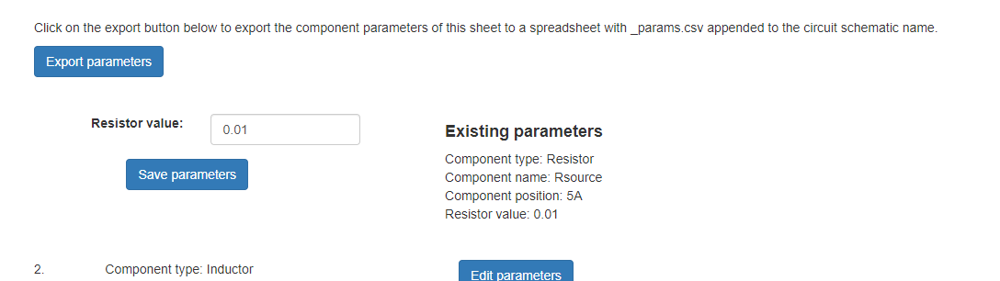 Click on the export button below to export the component parameters of this sheet to a spreadsheet with _params.csv appended to the circuit schematic name.
Export parameters
Resistor value:
0.01
Save parameters
Existing parameters
Component type: Resistor
Component name: Rsource
Component position: 5A
Resistor value: 0.01
2.
Component type: Inductor
Edit parameters